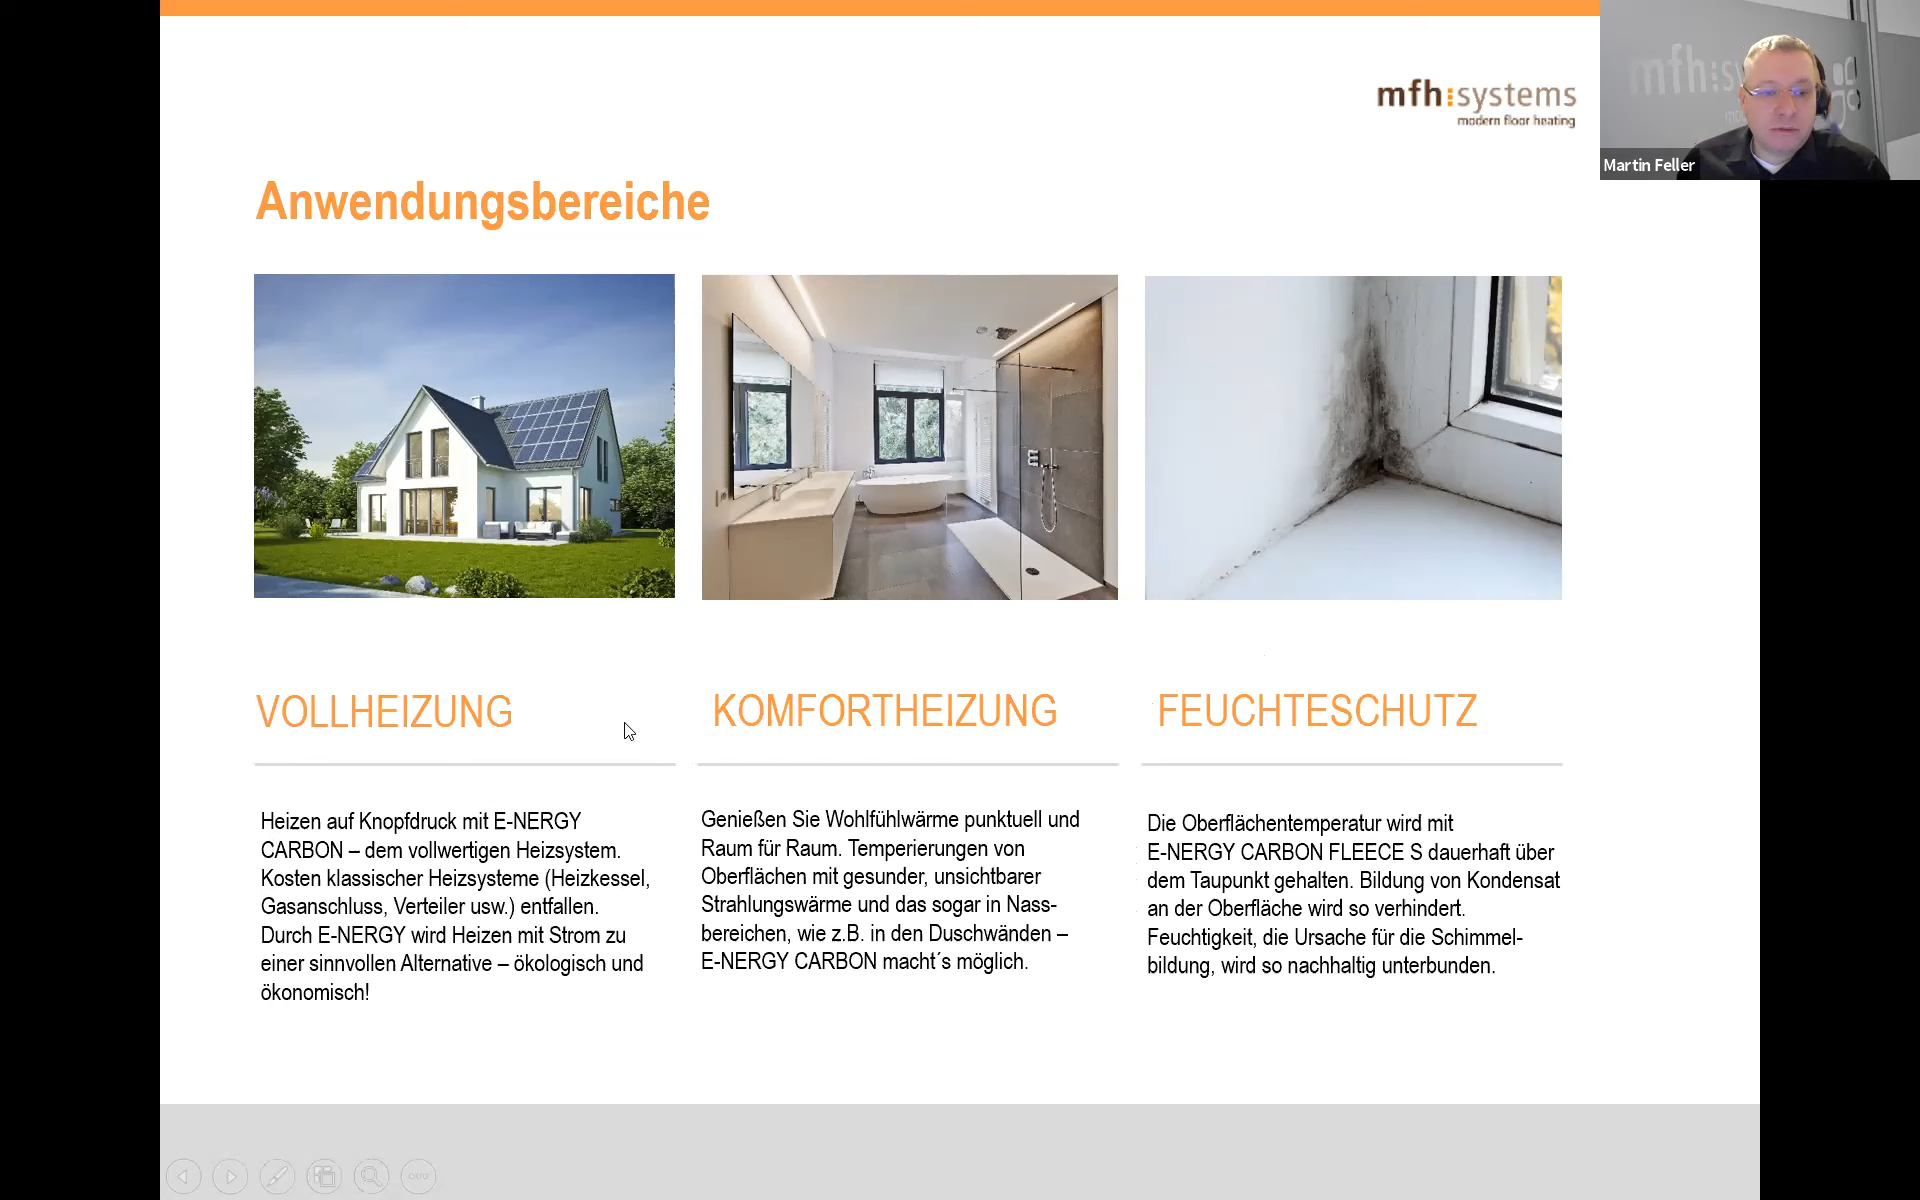 mfh:systems
modern floor heating
mfh:sy
Martin Feller
Anwendungsbereiche
VOLLHEIZUNG
Heizen auf Knopfdruck mit E-NERGY
CARBON – dem vollwertigen Heizsystem.
Kosten klassischer Heizsysteme (Heizkessel,
Gasanschluss, Verteiler usw.) entfallen.
Durch E-NERGY wird Heizen mit Strom zu
einer sinnvollen Alternative – ökologisch und
ökonomisch!
KOMFORTHEIZUNG
Genießen Sie Wohlfühlwärme punktuell und
Raum für Raum. Temperierungen von
Oberflächen mit gesunder, unsichtbarer
Strahlungswärme und das sogar in Nass-
bereichen, wie z.B. in den Duschwänden –
E-NERGY CARBON macht´s möglich.
FEUCHTESCHUTZ
Die Oberflächentemperatur wird mit
E-NERGY CARBON FLEECE S dauerhaft über
dem Taupunkt gehalten. Bildung von Kondensat
an der Oberfläche wird so verhindert.
Feuchtigkeit, die Ursache für die Schimmel-
bildung, wird so nachhaltig unterbunden.